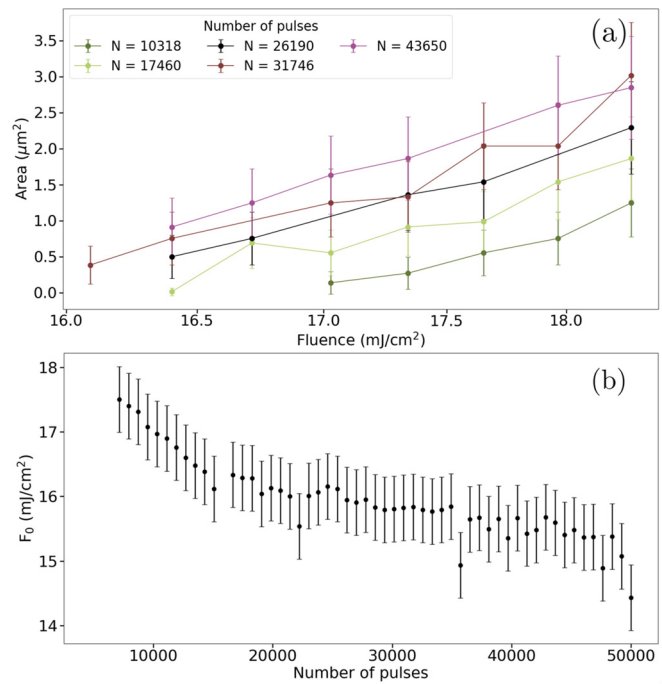 (a)
Number of pulses
N = 10318 N = 26190 N = 43650
N = 17460 N = 31746
3.5
3.0
2.5
2.0
1.5
1.0
0.5
0.0
Area (μm²)
16.0 16.5 17.0 17.5 18.0
Fluence (mJ/cm²)
(b)
18
17
16
15
14
F₀ (mJ/cm²)
10000 20000 30000 40000 50000
Number of pulses